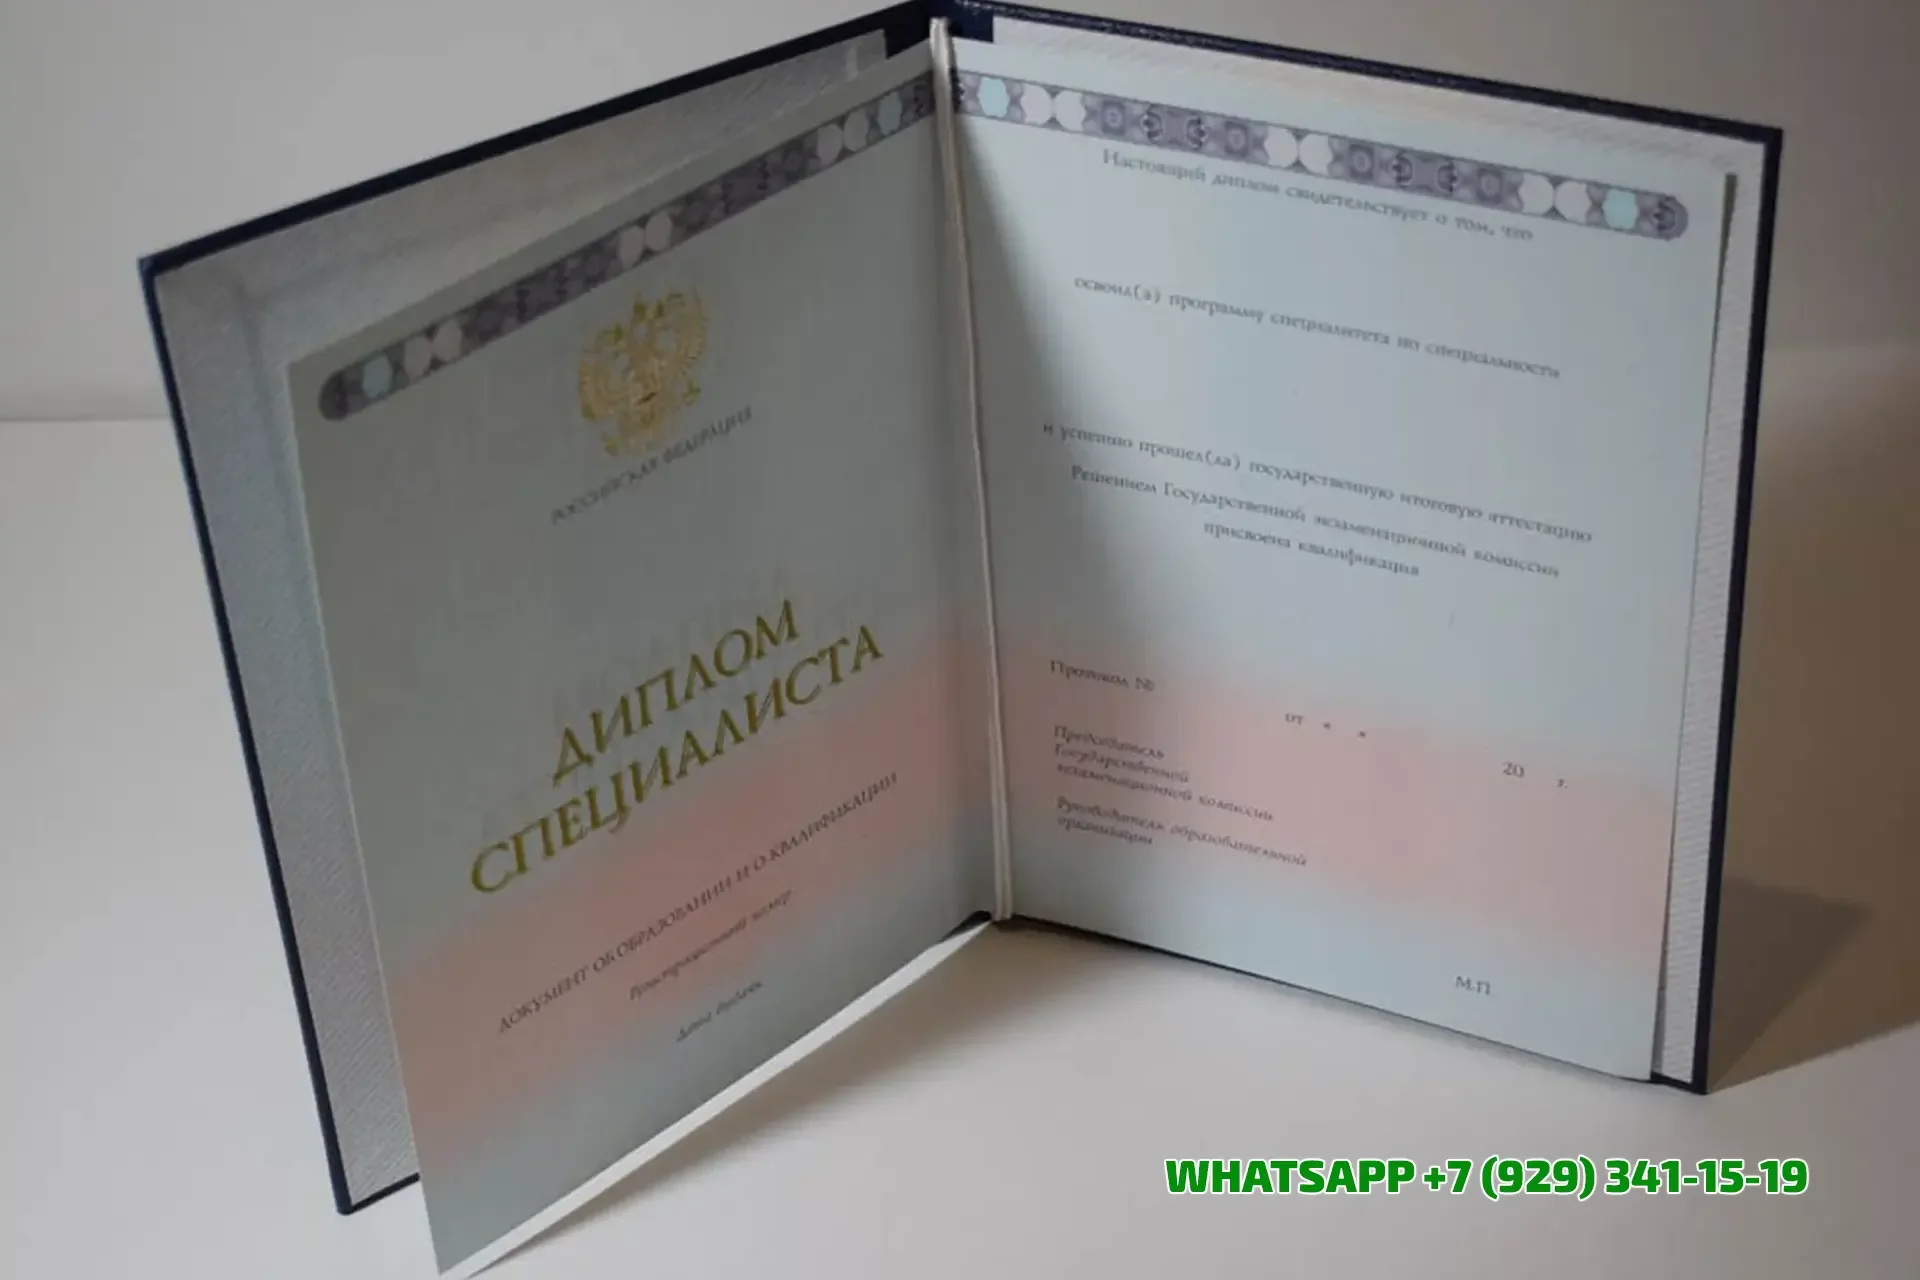 РОССИЙСКАЯ ФЕДЕРАЦИЯ
ДИПЛОМ
СПЕЦИАЛИСТА
ДОКУМЕНТ ОБ ОБРАЗОВАНИИ И О КВАЛИФИКАЦИИ
Регистрационный номер
Дата выдачи
Настоящий диплом свидетельствует о том, что
освоил(а) программу специалитета по специальности
и успешно прошел(ла) государственную итоговую аттестацию
Решением Государственной экзаменационной комиссии
присвоена квалификация
Протокол №
от « » 20 г.
Председатель
Государственной
экзаменационной комиссии
Руководитель образовательной
организации
М.П.
WHATSAPP +7 (929) 341-15-19